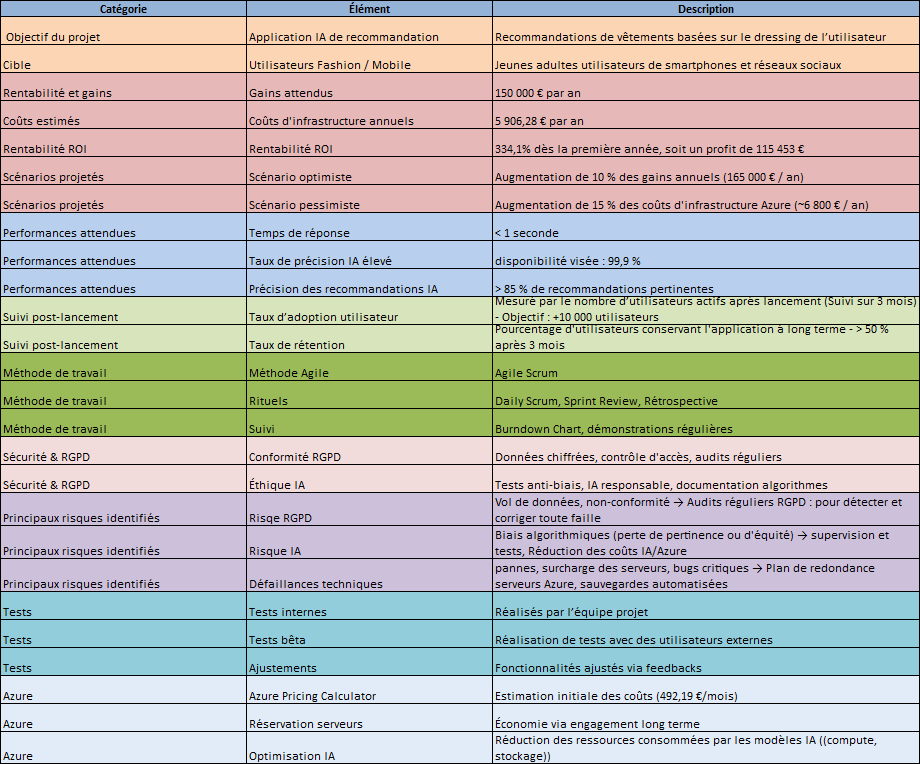 Catégorie Élément Description
Objectif du projet Application IA de recommandation Recommandations de vêtements basées sur le dressing de l’utilisateur
Cible Utilisateurs Fashion / Mobile Jeunes adultes utilisateurs de smartphones et réseaux sociaux
Rentabilité et gains Gains attendus 150 000 € par an
Coûts estimés Coûts d'infrastructure annuels 5 906,28 € par an
Rentabilité ROI Rentabilité ROI 334,1% dès la première année, soit un profit de 115 453 €
Scénarios projetés Scénario optimiste Augmentation de 10 % des gains annuels (165 000 € / an)
Scénarios projetés Scénario pessimiste Augmentation de 15 % des coûts d'infrastructure Azure (~6 800 € / an)
Performances attendues Temps de réponse < 1 seconde
Performances attendues Taux de précision IA élevé disponibilité visée : 99,9 %
Performances attendues Précision des recommandations IA > 85 % de recommandations pertinentes
Mesuré par le nombre d’utilisateurs actifs après lancement (Suivi sur 3 mois)
Suivi post-lancement Taux d’adoption utilisateur - Objectif : +10 000 utilisateurs
Pourcentage d'utilisateurs conservant l'application à long terme - > 50 %
Suivi post-lancement Taux de rétention après 3 mois
Méthode de travail Méthode Agile Agile Scrum
Méthode de travail Rituels Daily Scrum, Sprint Review, Rétrospective
Méthode de travail Suivi Burndown Chart, démonstrations régulières
Sécurité & RGPD Conformité RGPD Données chiffrées, contrôle d'accès, audits réguliers
Sécurité & RGPD Éthique IA Tests anti-biais, IA responsable, documentation algorithmes
Vol de données, non-conformité → Audits réguliers RGPD : pour détecter et
Principaux risques identifiés Risqe RGPD corriger toute faille
Biais algorithmiques (perte de pertinence ou d'équité) → supervision et
Principaux risques identifiés Risque IA tests, Réduction des coûts IA/Azure
pannes, surcharge des serveurs, bugs critiques → Plan de redondance
Principaux risques identifiés Défaillances techniques serveurs Azure, sauvegardes automatisées
Tests Tests internes Réalisés par l’équipe projet
Tests Tests bêta Réalisation de tests avec des utilisateurs externes
Tests Ajustements Fonctionnalités ajustés via feedbacks
Azure Azure Pricing Calculator Estimation initiale des coûts (492,19 €/mois)
Azure Réservation serveurs Économie via engagement long terme
Réduction des ressources consommées par les modèles IA ((compute,
Azure Optimisation IA stockage))